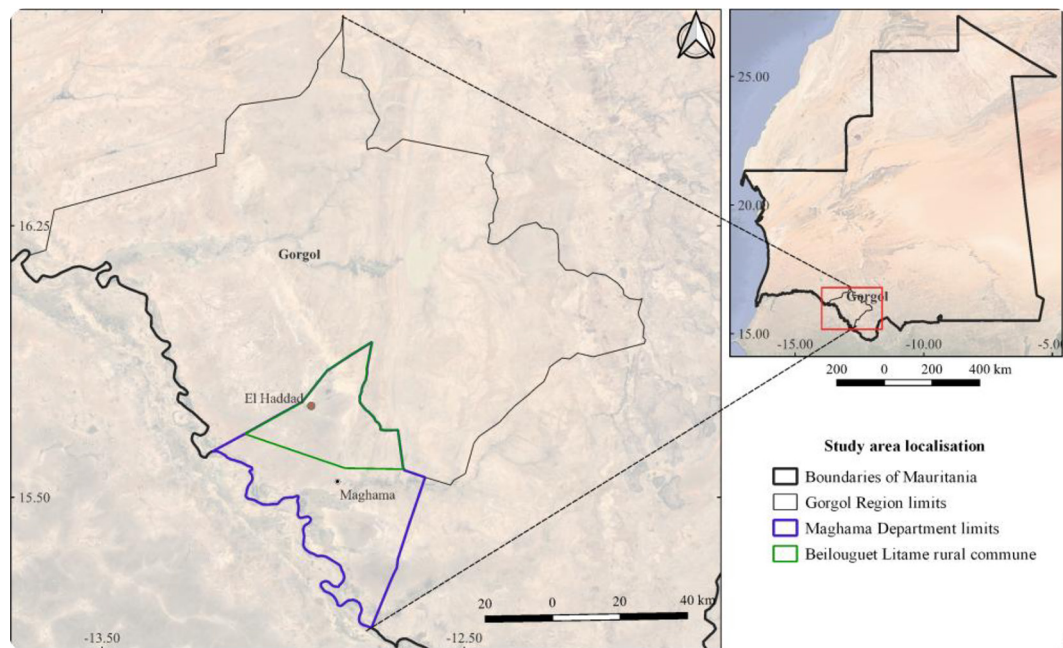 16.25
Gorgol
El Haddad
15.50
Maghama
20 0 20 40 km
-13.50 -12.50
25.00
20.00
Gorgol
15.00
-15.00 -10.00 -5.00
200 0 200 400 km
Study area localisation
Boundaries of Mauritania
Gorgol Region limits
Maghama Department limits
Beilouguet Litame rural commune